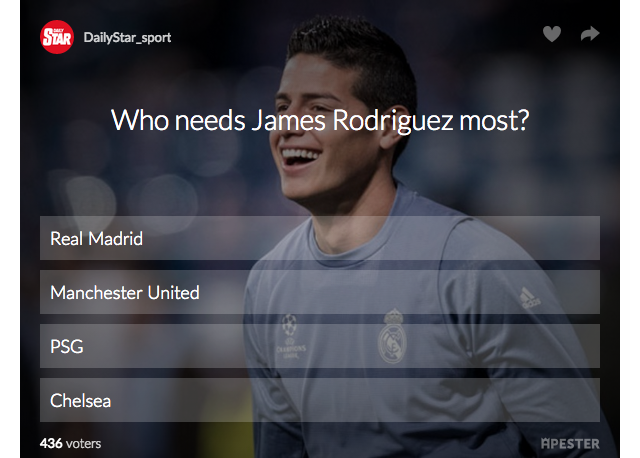 DAILY
STAR
DailyStar_sport
Who needs James Rodriguez most?
Real Madrid
Manchester United
PSG
Chelsea
436 voters
APESTER